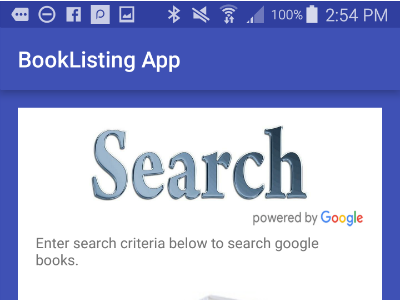 100% 2:54 PM
BookListing App
Search
powered by Google
Enter search criteria below to search google
books.